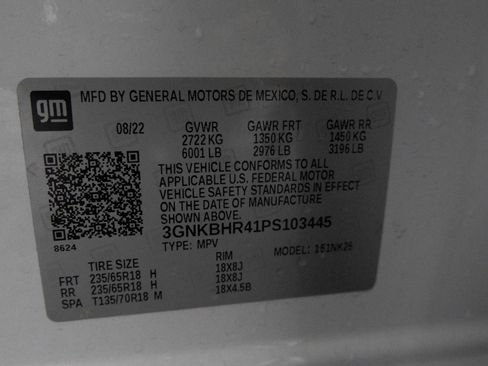 gm
MFD BY GENERAL MOTORS DE MEXICO, S. DE R.L. DE C.V
08/22 GVWR GAWR FRT GAWR RR
2722 KG 1350 KG 1450 KG
6001 LB 2976 LB 3196 LB
THIS VEHICLE CONFORMS TO ALL
APPLICABLE U.S. FEDERAL MOTOR
VEHICLE SAFETY STANDARDS IN EFFECT
ON THE DATE OF MANUFACTURE
SHOWN ABOVE.
3GNKBHR41PS103445
8624
TYPE: MPV MODEL: 151NK26
TIRE SIZE RIM
FRT 235/65R18 H 18X8J
RR 235/65R18 H 18X8J
SPA T135/70R18 M 18X4.5B